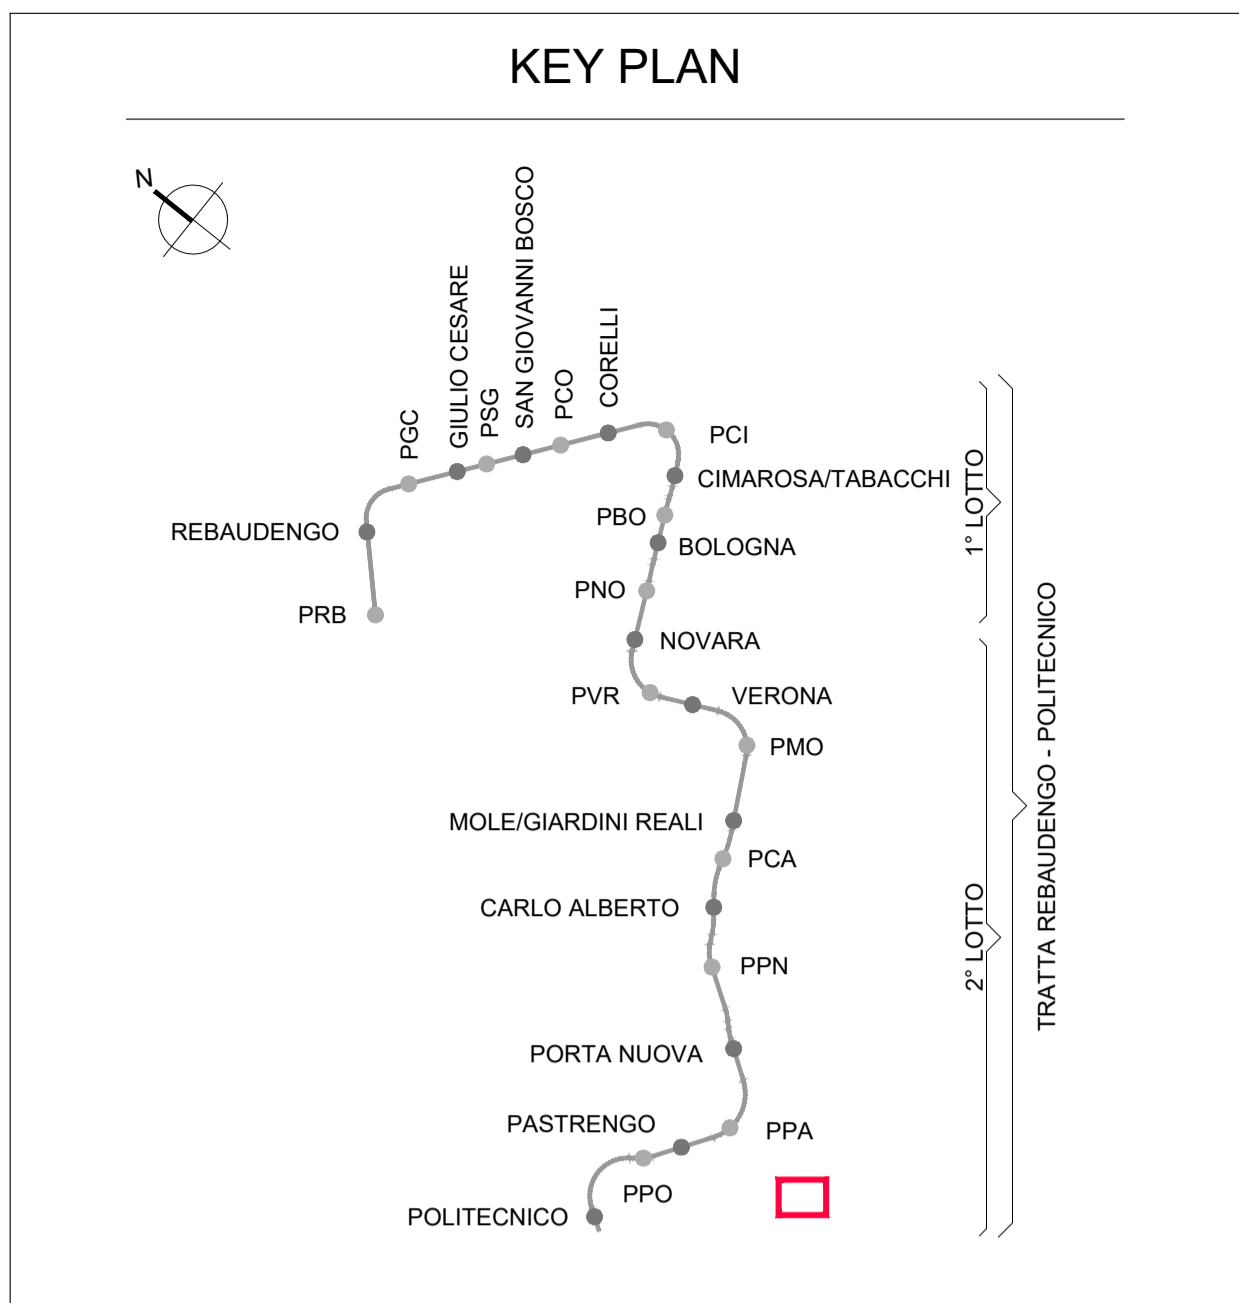 KEY PLAN
N
PGC
GIULIO CESARE
PSG
SAN GIOVANNI BOSCO
PCO
CORELLI
PCI
CIMAROSA/TABACCHI
REBAUDENGO
PBO
BOLOGNA
PNO
PRB
NOVARA
PVR
VERONA
PMO
MOLE/GIARDINI REALI
PCA
CARLO ALBERTO
PPN
PORTA NUOVA
PASTRENGO
PPA
PPO
POLITECNICO
1° LOTTO
2° LOTTO
TRATTA REBAUDENGO - POLITECNICO